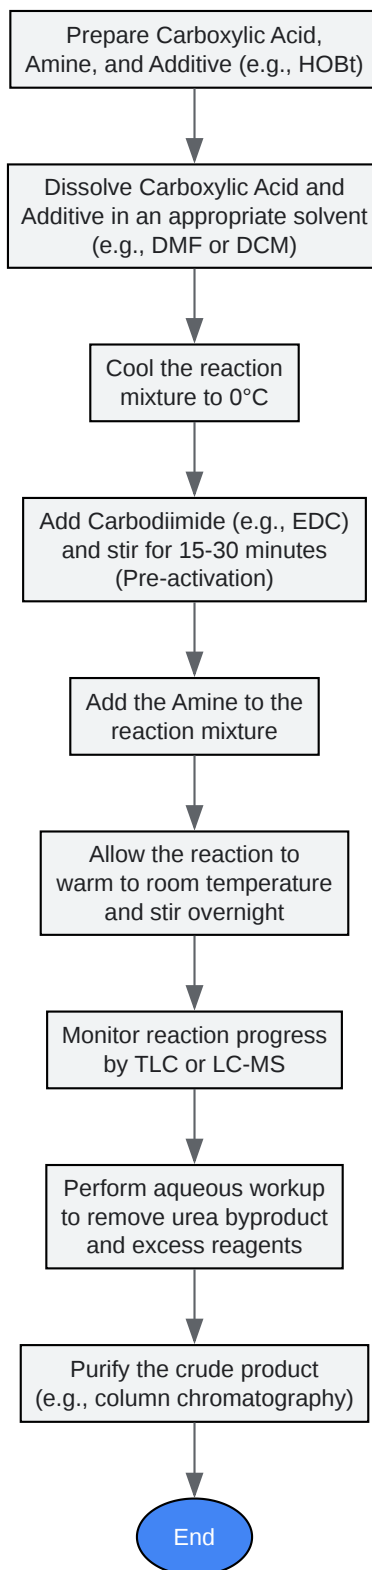 Prepare Carboxylic Acid,
Amine, and Additive (e.g., HOBt)
Dissolve Carboxylic Acid and
Additive in an appropriate solvent
(e.g., DMF or DCM)
Cool the reaction
mixture to 0°C
Add Carbodiimide (e.g., EDC)
and stir for 15-30 minutes
(Pre-activation)
Add the Amine to the
reaction mixture
Allow the reaction to
warm to room temperature
and stir overnight
Monitor reaction progress
by TLC or LC-MS
Perform aqueous workup
to remove urea byproduct
and excess reagents
Purify the crude product
(e.g., column chromatography)
End